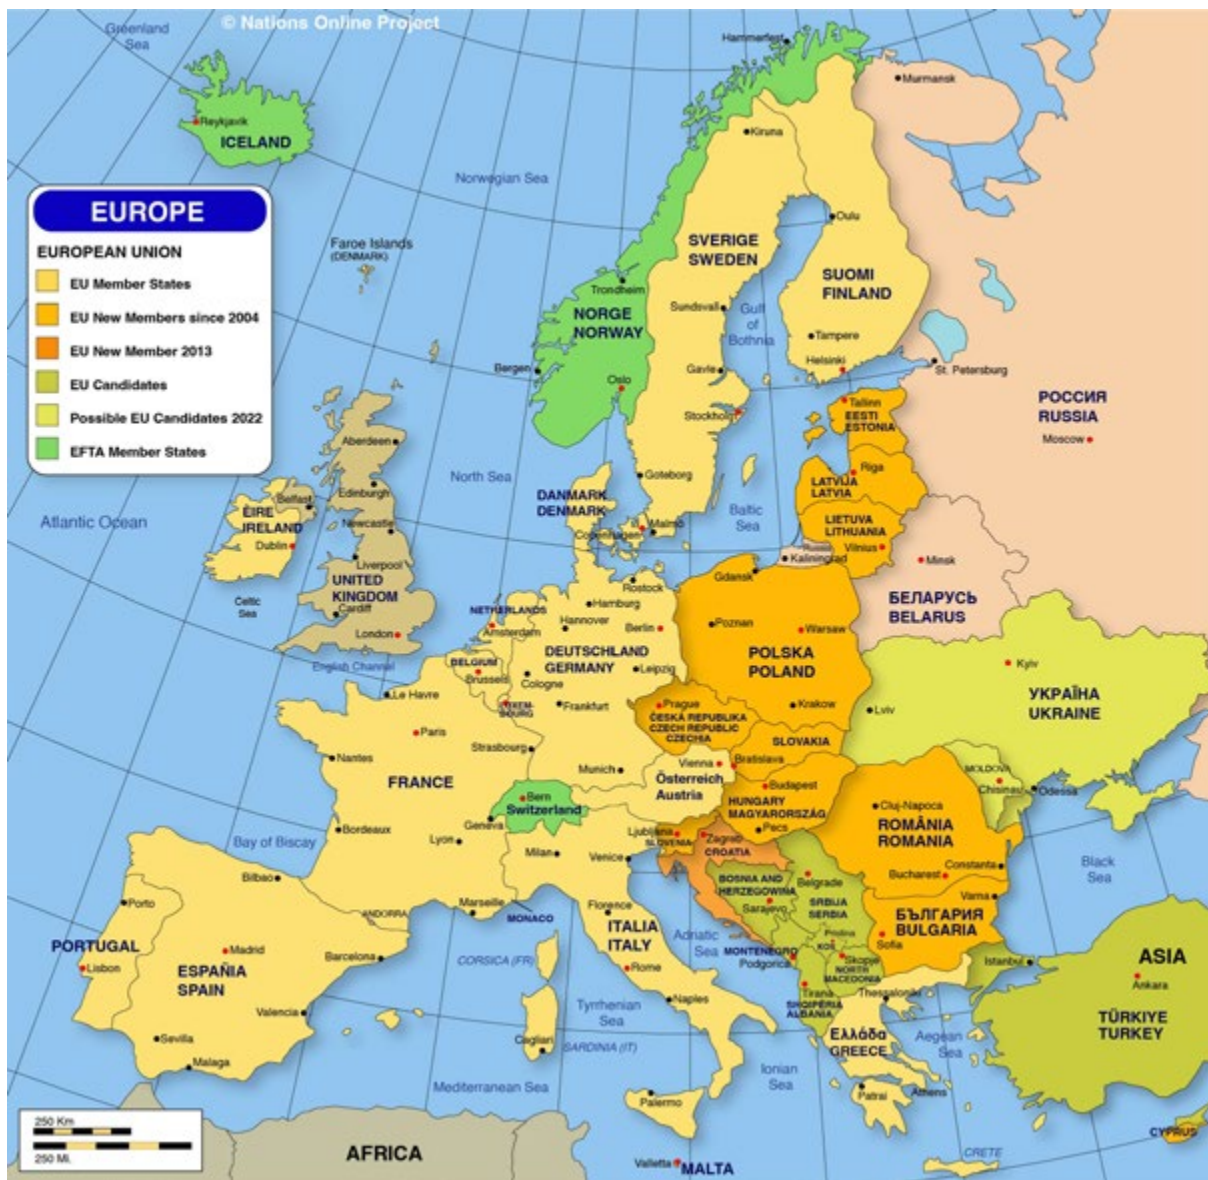 © Nations Online Project
Greenland
Sea
Hammerfest
Murmansk
Reykjavik
ICELAND
Kiruna
Norwegian Sea
EUROPE
EUROPEAN UNION
EU Member States
EU New Members since 2004
EU New Member 2013
EU Candidates
Possible EU Candidates 2022
EFTA Member States
Faroe Islands
(DENMARK)
Oulu
SVERIGE
SWEDEN
SUOMI
FINLAND
Trondheim
NORGE
NORWAY
Sundsvall
Gulf
of
Bothnia
Tampere
Helsinki
St. Petersburg
Bergen
Oslo
Gavle
Stockholm
Tallinn
EESTI
ESTONIA
РОССИЯ
RUSSIA
Moscow
Aberdeen
North Sea
Goteborg
Riga
LATVIJA
LATVIA
Edinburgh
DANMARK
DENMARK
Baltic
Sea
Belfast
ÈIRE
IRELAND
Dublin
Newcastle
Malmö
Copenhagen
LIETUVA
LITHUANIA
Vilnius
Russia
Kaliningrad
Atlantic Ocean
Liverpool
UNITED
KINGDOM
Cardiff
London
Celtic
Sea
English Channel
Minsk
БЕЛАРУСЬ
BELARUS
Gdansk
Rostock
Hamburg
NETHERLANDS
Amsterdam
Hannover
Berlin
Poznan
Warsaw
POLSKA
POLAND
DEUTSCHLAND
GERMANY
Leipzig
BELGIUM
Brussels
Cologne
LUXEM-
BOURG
Frankfurt
Le Havre
Kyiv
УКРАЇНА
UKRAINE
Lviv
Prague
ČESKÁ REPUBLIKA
CZECH REPUBLIC
CZECHIA
Krakow
Paris
Strasbourg
SLOVAKIA
Nantes
Munich
Vienna
Bratislava
Österreich
Austria
FRANCE
Bern
Switzerland
Geneva
Budapest
HUNGARY
MAGYARORSZÁG
Pecs
MOLDOVA
Chisinau
Odessa
Cluj-Napoca
ROMÂNIA
ROMANIA
Bordeaux
Lyon
Milan
Venice
Ljubljana
SLOVENIA
Zagreb
CROATIA
Bay of Biscay
Bilbao
Constanta
Bucharest
Black
Sea
Varna
BOSNIA AND
HERZEGOWINA
Sarajevo
Belgrade
SRBIJA
SERBIA
Porto
ANDORRA
Marseille
MONACO
Florence
ITALIA
ITALY
БЪЛГАРИЯ
BULGARIA
Sofia
PORTUGAL
Lisbon
Madrid
ESPAÑIA
SPAIN
Barcelona
CORSICA (FR)
Rome
Adriatic
Sea
MONTENEGRO
Podgorica
Pristina
KOS
Skopje
NORTH
MACEDONIA
Istanbul
ASIA
Ankara
Valencia
Naples
Tirana
SHQIPËRIA
ALBANIA
Thessaloniki
Tyrrhenian
Sea
TÜRKIYE
TURKEY
Sevilla
Malaga
Cagliari
SARDINIA (IT)
Ελλάδα
GREECE
Aegean
Sea
Ionian
Sea
Mediterranean Sea
Palermo
Patrai
Athens
250 Km
250 Mi.
AFRICA
Valletta
MALTA
CRETE
CYPRUS